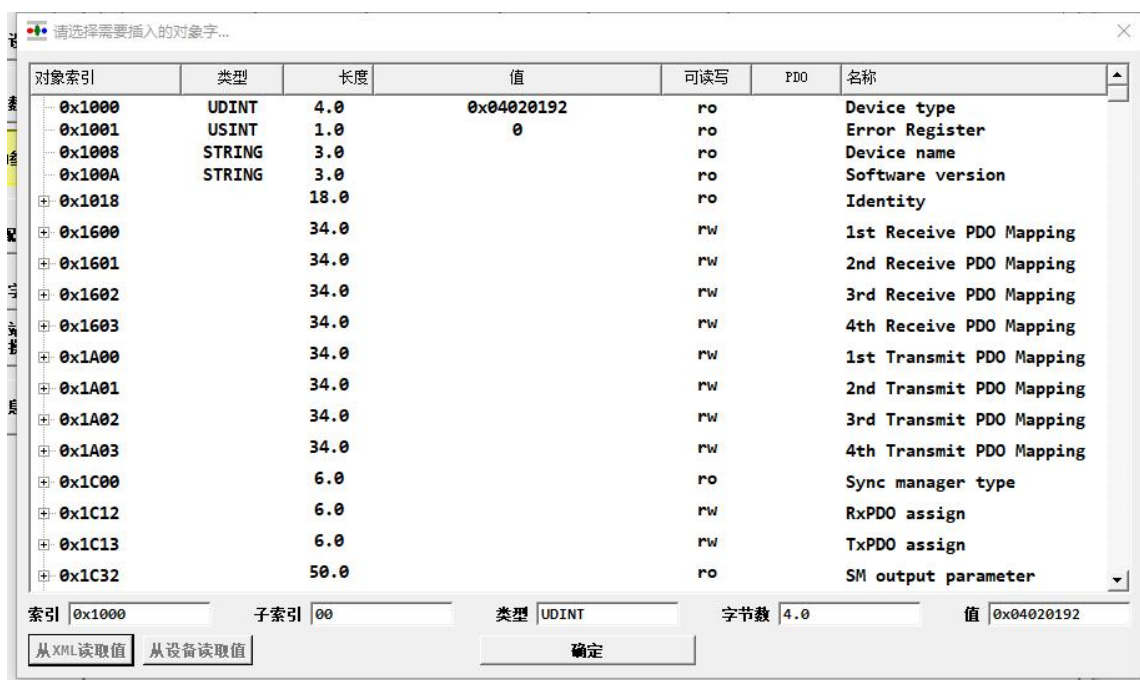 请选择需要插入的对象字...
对象索引 类型 长度 值 可读写 PDO 名称
0x1000 UDINT 4.0 0x04020192 ro Device type
0x1001 USINT 1.0 0 ro Error Register
0x1008 STRING 3.0 ro Device name
0x100A STRING 3.0 ro Software version
0x1018 18.0 ro Identity
0x1600 34.0 rw 1st Receive PDO Mapping
0x1601 34.0 rw 2nd Receive PDO Mapping
0x1602 34.0 rw 3rd Receive PDO Mapping
0x1603 34.0 rw 4th Receive PDO Mapping
0x1A00 34.0 rw 1st Transmit PDO Mapping
0x1A01 34.0 rw 2nd Transmit PDO Mapping
0x1A02 34.0 rw 3rd Transmit PDO Mapping
0x1A03 34.0 rw 4th Transmit PDO Mapping
0x1C00 6.0 ro Sync manager type
0x1C12 6.0 rw RxPDO assign
0x1C13 6.0 rw TxPDO assign
0x1C32 50.0 ro SM output parameter
索引 0x1000 子索引 00 类型 UDINT 字节数 4.0 值 0x04020192
从XML读取值 从设备读取值 确定